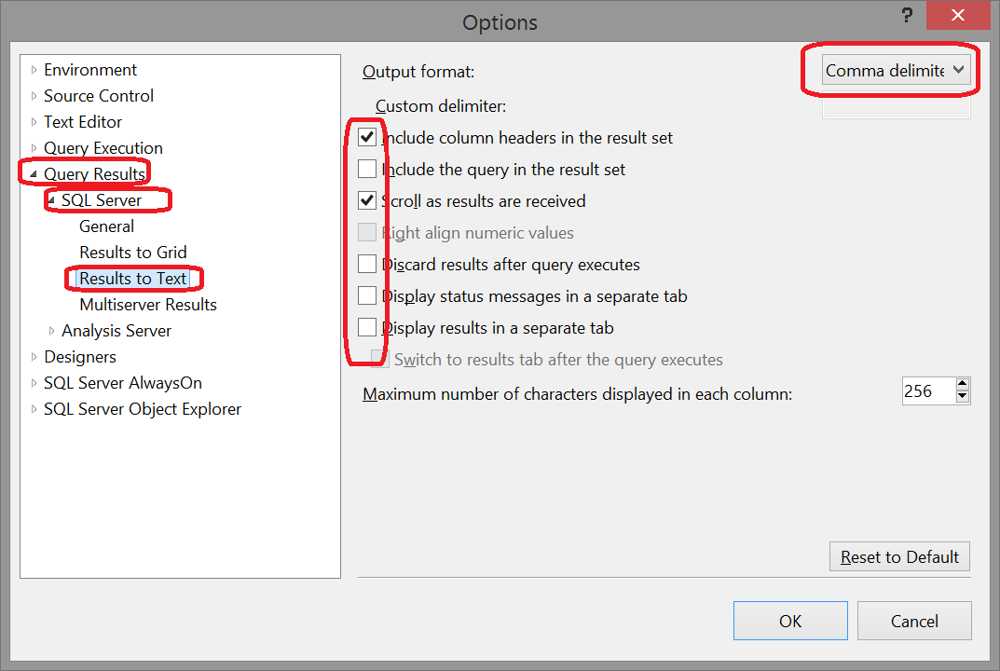 Options
?
Environment
Source Control
Text Editor
Query Execution
Query Results
SQL Server
General
Results to Grid
Results to Text
Multiserver Results
Analysis Server
Designers
SQL Server AlwaysOn
SQL Server Object Explorer
Output format:
Comma delimite
Custom delimiter:
Include column headers in the result set
Include the query in the result set
Scroll as results are received
Right align numeric values
Discard results after query executes
Display status messages in a separate tab
Display results in a separate tab
Switch to results tab after the query executes
Maximum number of characters displayed in each column:
256
Reset to Default
OK
Cancel